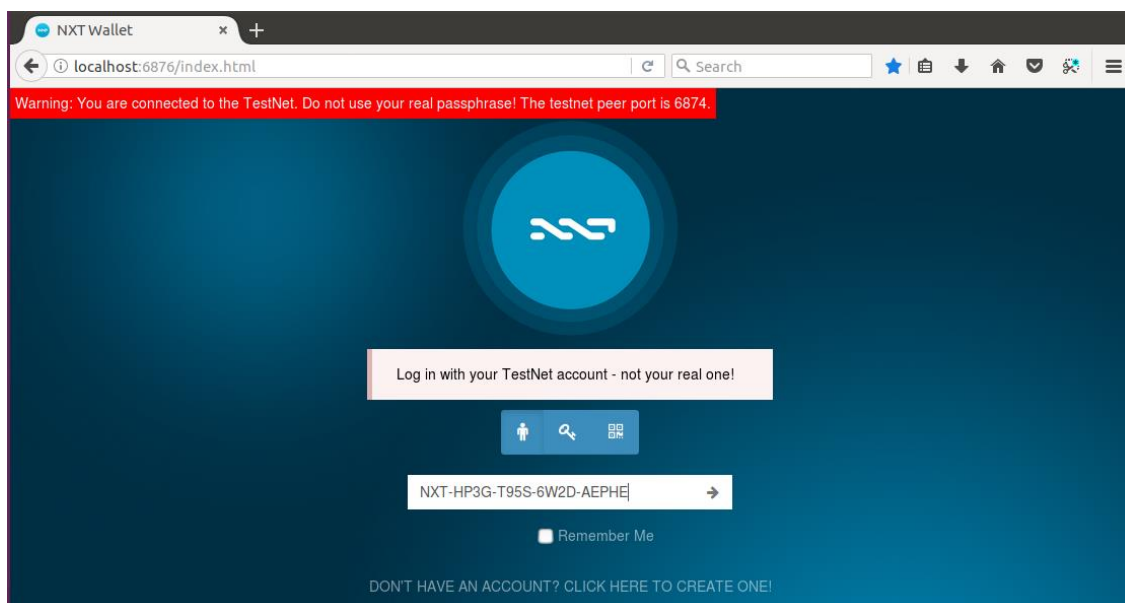 NXT Wallet
localhost:6876/index.html
Search
Warning: You are connected to the TestNet. Do not use your real passphrase! The testnet peer port is 6874.
Log in with your TestNet account - not your real one!
NXT-HP3G-T95S-6W2D-AEPHE
Remember Me
DON'T HAVE AN ACCOUNT? CLICK HERE TO CREATE ONE!